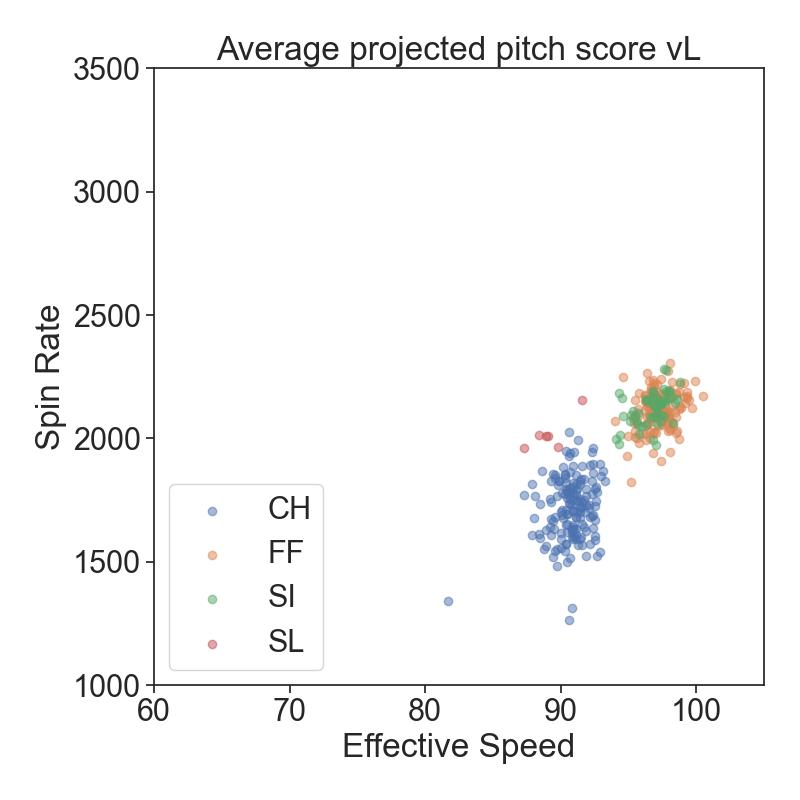 Average projected pitch score vL
3500
3000
2500
2000
1500
1000
Spin Rate
CH
FF
SI
SL
60 70 80 90 100
Effective Speed